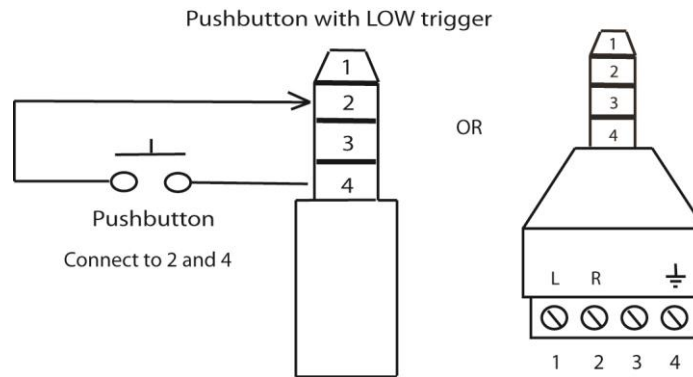 Pushbutton with LOW trigger
1
2
3
4
Pushbutton
Connect to 2 and 4
OR
1
2
3
4
L R
1 2 3 4